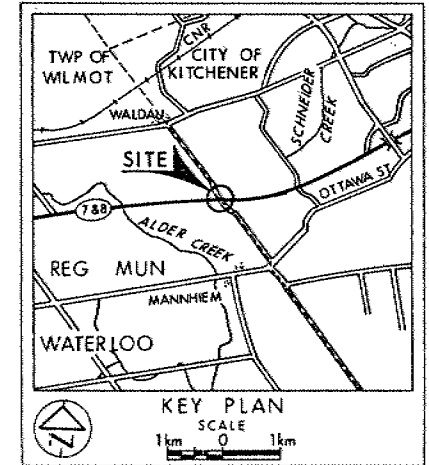 CNR
TWP OF
WILMOT
CITY OF
KITCHENER
SCHNEIDER
CREEK
WALDAU
SITE
OTTAWA ST
7&8
ALDER CREEK
REG MUN
MANNHIEM
WATERLOO
KEY PLAN
N
SCALE
1km 0 1km